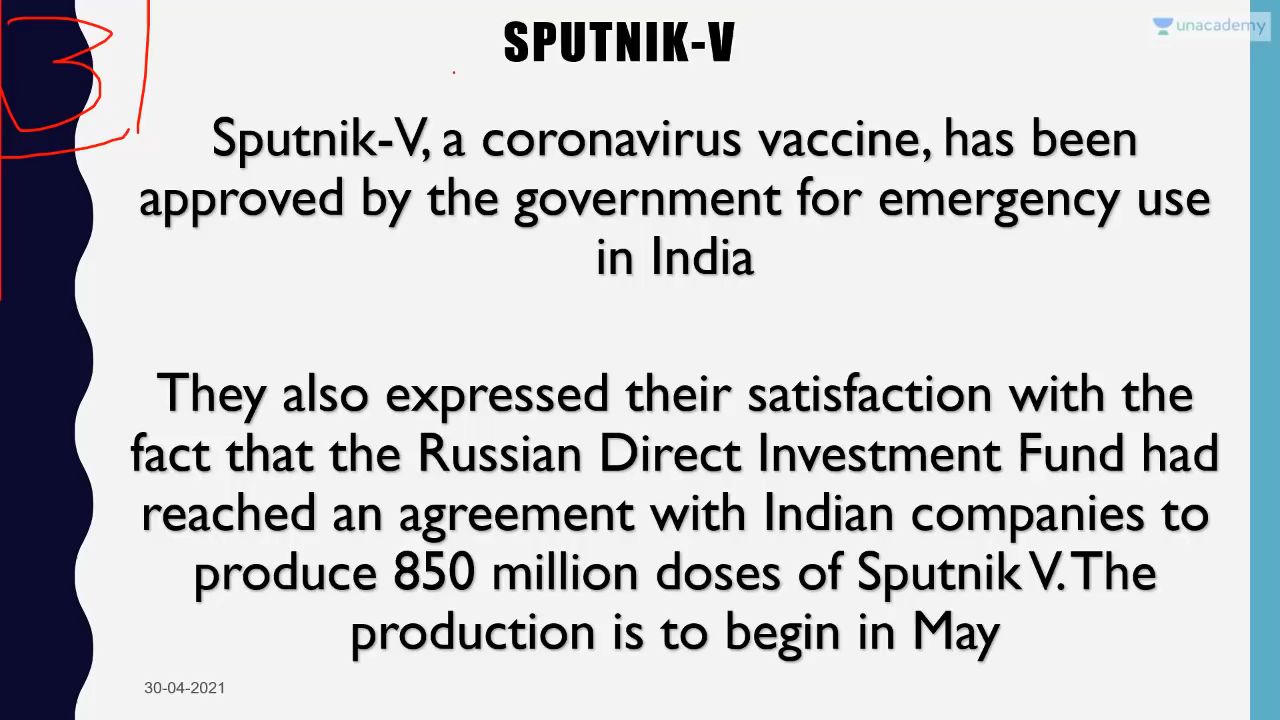 SPUTNIK-V
unacademy
3
Sputnik-V, a coronavirus vaccine, has been
approved by the government for emergency use
in India
They also expressed their satisfaction with the
fact that the Russian Direct Investment Fund had
reached an agreement with Indian companies to
produce 850 million doses of Sputnik V. The
production is to begin in May
30-04-2021